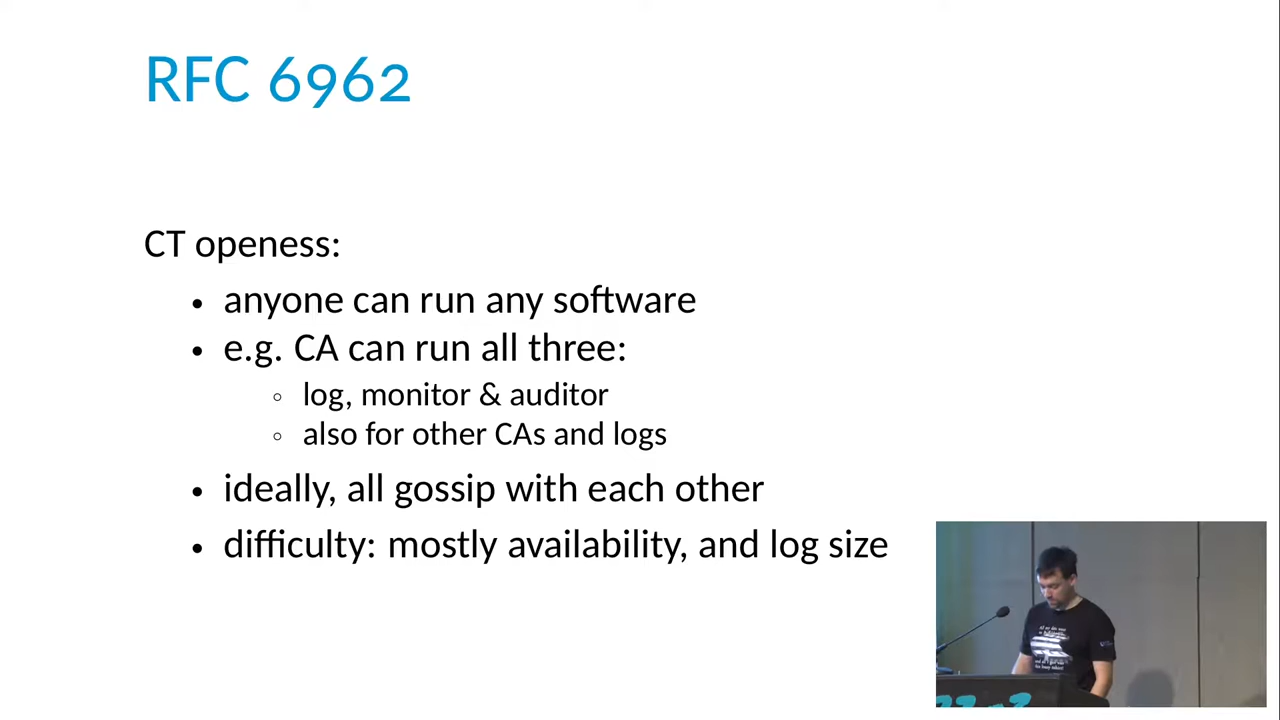 RFC 6962
CT openess:
• anyone can run any software
• e.g. CA can run all three:
◦ log, monitor & auditor
◦ also for other CAs and logs
• ideally, all gossip with each other
• difficulty: mostly availability, and log size